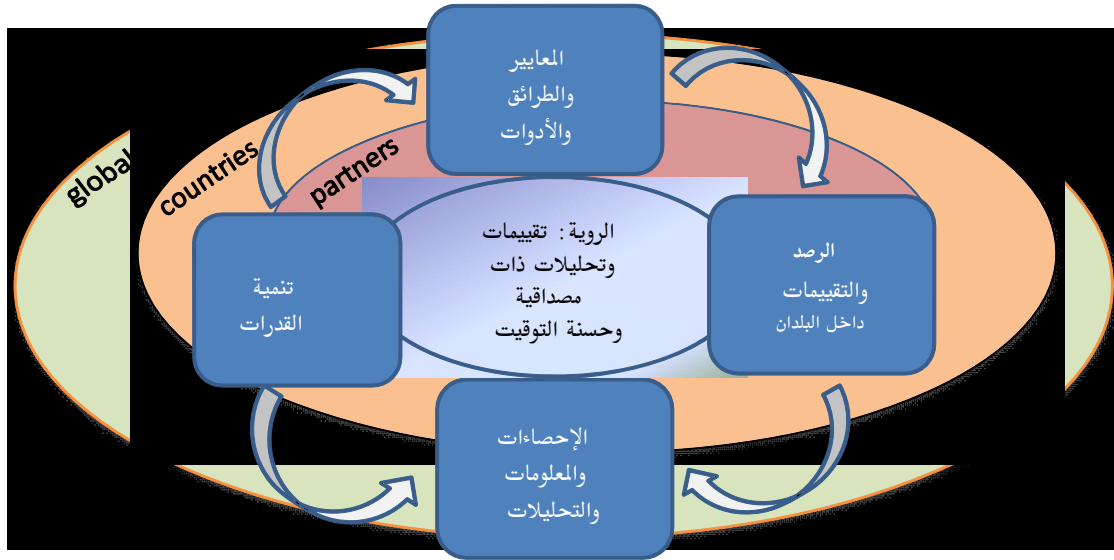 المعايير
والطرائق
والأدوات
global
countries
partners
الروية: تقييمات
وتحليلات ذات
مصداقية
وحسنة التوقيت
الرصد
والتقييمات
داخل البلدان
تنمية
القدرات
الإحصاءات
والمعلومات
والتحليلات